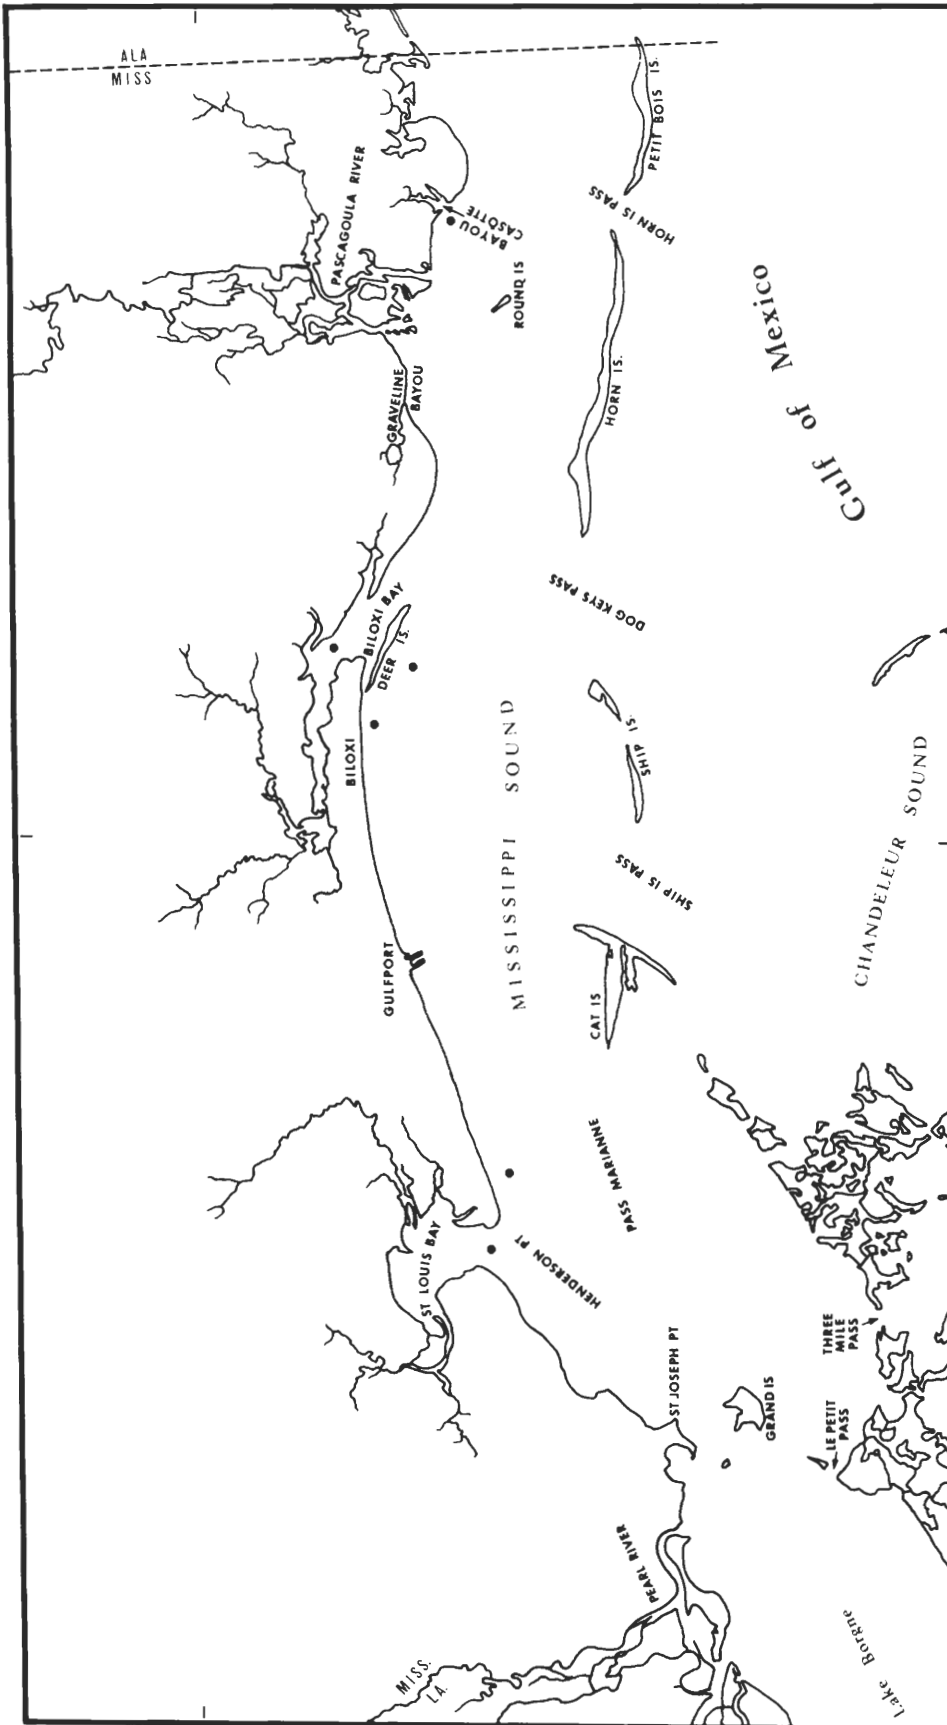 ALA
MISS
PASCAGOULA RIVER
BAYOU
CASOTTE
ROUND IS
PETIT BOIS IS.
HORN IS PASS
HORN IS.
GRAVELINE
BAYOU
Gulf of Mexico
BILOXI BAY
DEER IS.
DOG KEYS PASS
BILOXI
MISSISSIPPI SOUND
SHIP IS.
SHIP IS PASS
CHANDELEUR SOUND
GULFPORT
CAT IS
PASS MARIANNE
ST LOUIS BAY
HENDERSON PT
ST JOSEPH PT
GRAND IS
THREE
MILE
PASS
LE PETIT
PASS
PEARL RIVER
MISS.
LA.
Lake Borgne